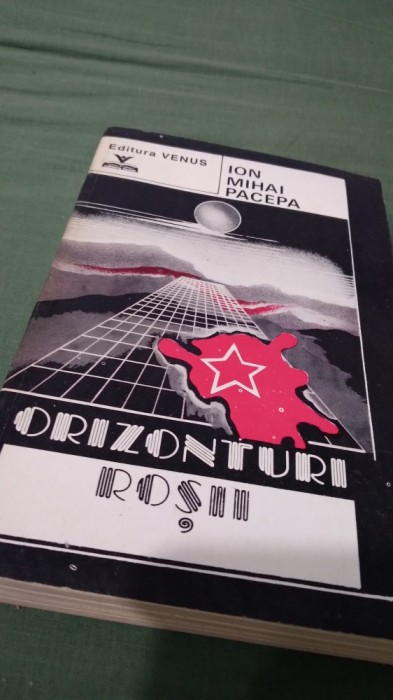 Editura VENUS
ION
MIHAI
PACEPA
ORIZONTURI
ROȘII